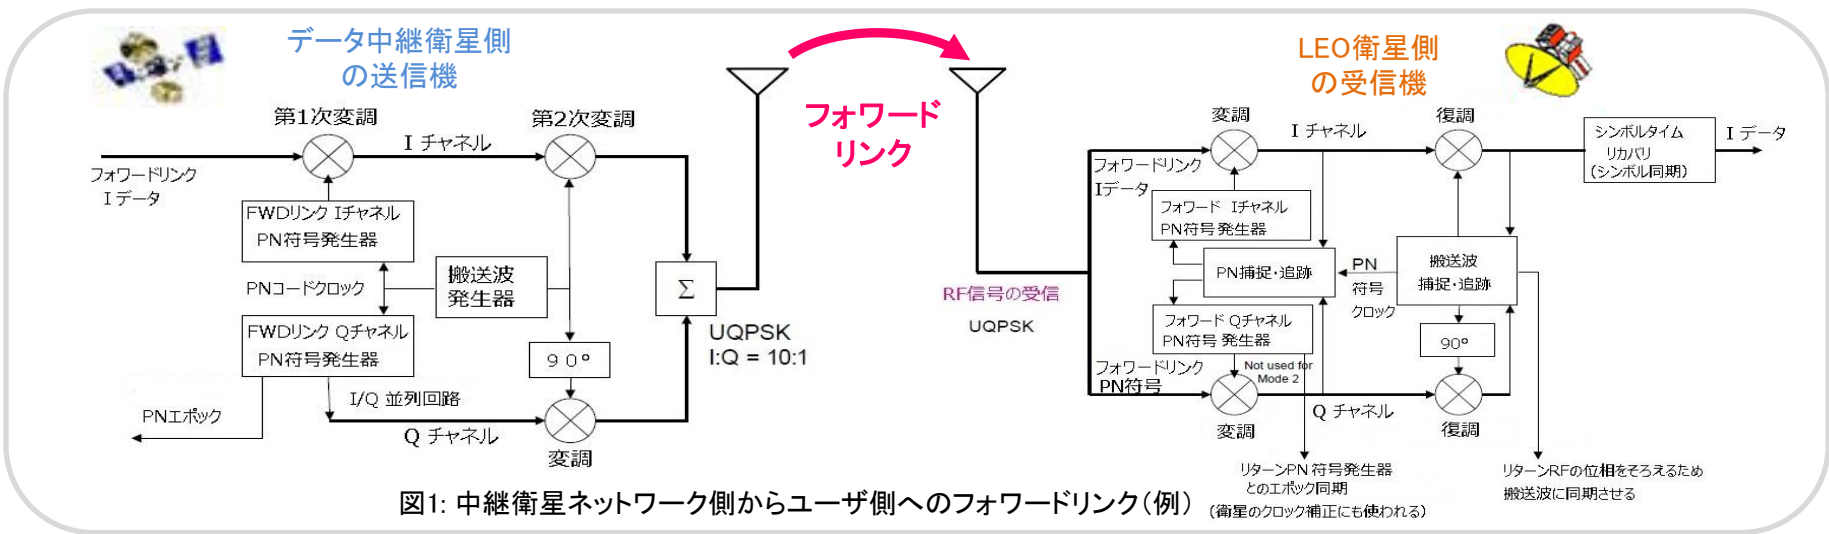 データ中継衛星側
の送信機
第1次変調
I チャネル
第2次変調
フォワードリンク
I データ
FWDリンク Iチャネル
PN符号発生器
PNコードクロック
搬送波
発生器
FWDリンク Qチャネル
PN符号発生器
90°
Σ
UQPSK
I:Q = 10:1
PNエポック
I/Q 並列回路
Q チャネル
変調
フォワード
リンク
LEO衛星側
の受信機
RF信号の受信
UQPSK
変調
I チャネル
復調
フォワードリンク
Iデータ
シンボルタイム
リカバリ
(シンボル同期)
I データ
フォワード Iチャネル
PN符号発生器
PN捕捉・追跡
PN
符号
クロック
搬送波
捕捉・追跡
フォワード Qチャネル
PN符号 発生器
90°
フォワードリンク
PN符号
Not used for
Mode 2
Q チャネル
変調
復調
リターンPN 符号発生器
とのエポック同期
(衛星のクロック補正にも使われる)
リターンRFの位相をそろえるため
搬送波に同期させる
図1: 中継衛星ネットワーク側からユーザ側へのフォワードリンク(例)